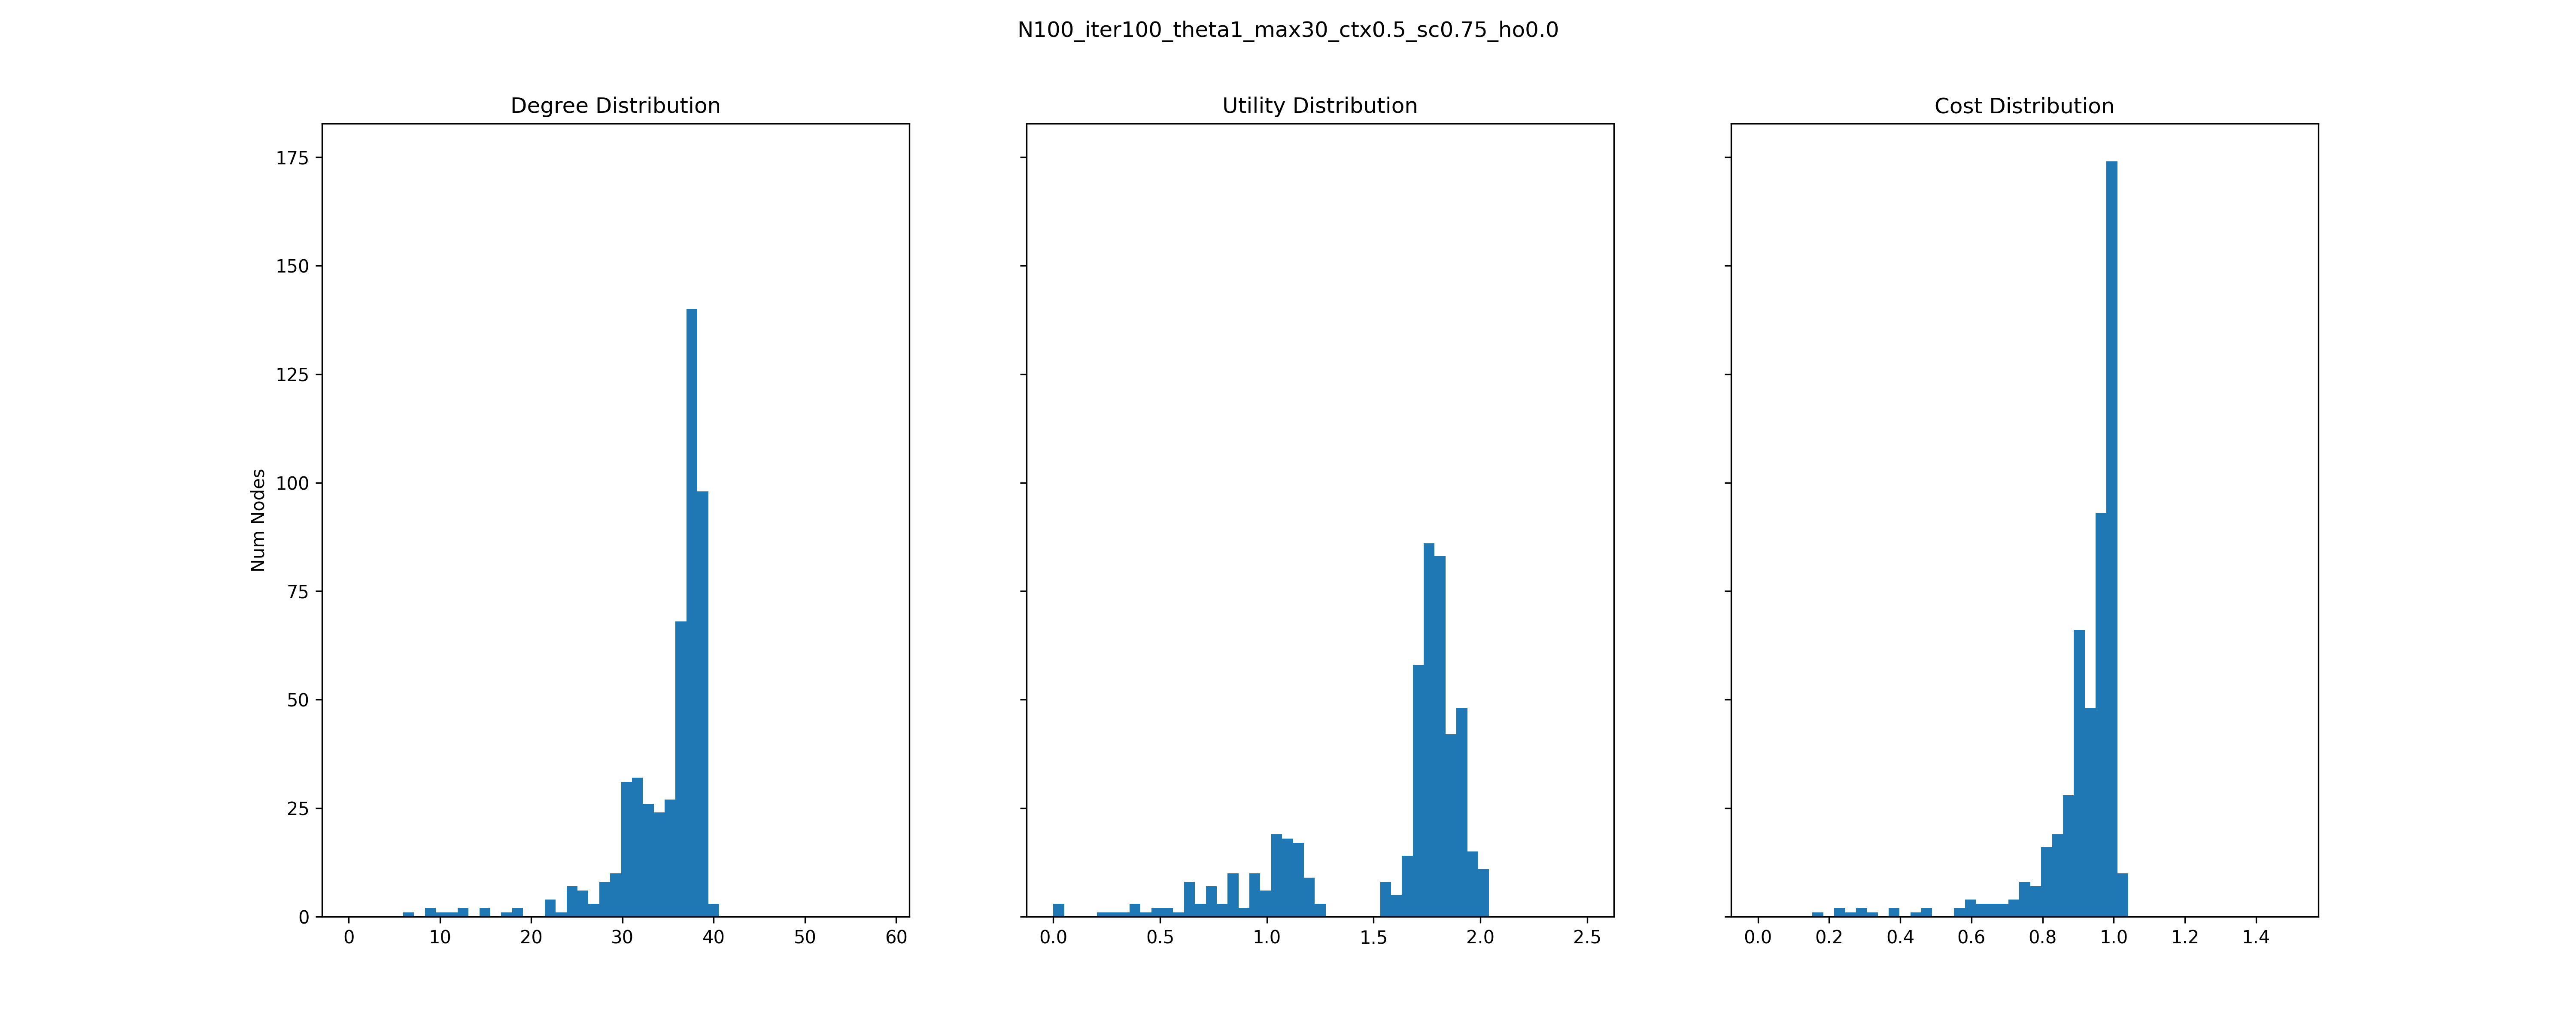 N100_iter100_theta1_max30_ctx0.5_sc0.75_ho0.0
Degree Distribution
Utility Distribution
Cost Distribution
175
150
125
100
75
50
25
0
Num Nodes
0 10 20 30 40 50 60
0.0 0.5 1.0 1.5 2.0 2.5
0.0 0.2 0.4 0.6 0.8 1.0 1.2 1.4